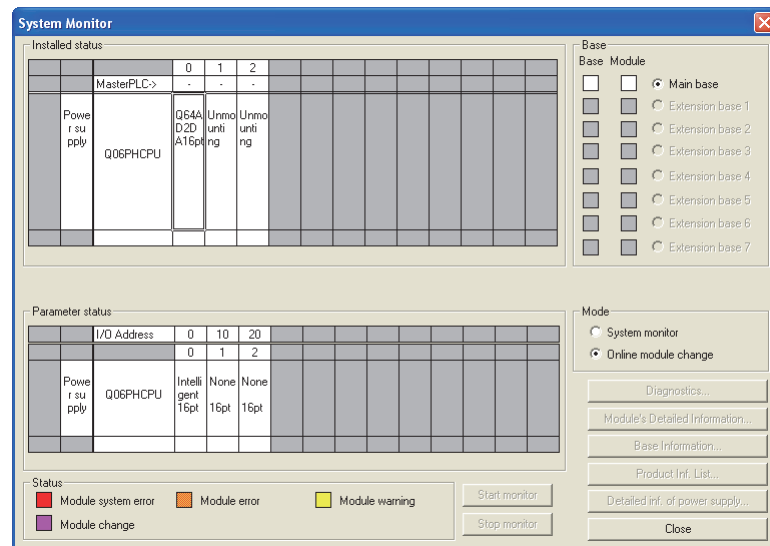 System Monitor
Installed status
0 1 2
MasterPLC-> - - -
Powe
r su
pply
Q06PHCPU
Q64A
D2D
A16pt
Unmo
unti
ng
Unmo
unti
ng
Base
Base Module
Main base
Extension base 1
Extension base 2
Extension base 3
Extension base 4
Extension base 5
Extension base 6
Extension base 7
Parameter status
I/O Address 0 10 20
0 1 2
Powe
r su
pply
Q06PHCPU
Intelli
gent
16pt
None
16pt
None
16pt
Mode
System monitor
Online module change
Diagnostics...
Module's Detailed Information...
Base Information...
Product Inf. List...
Detailed inf. of power supply...
Close
Status
Module system error
Module error
Module warning
Module change
Start monitor
Stop monitor